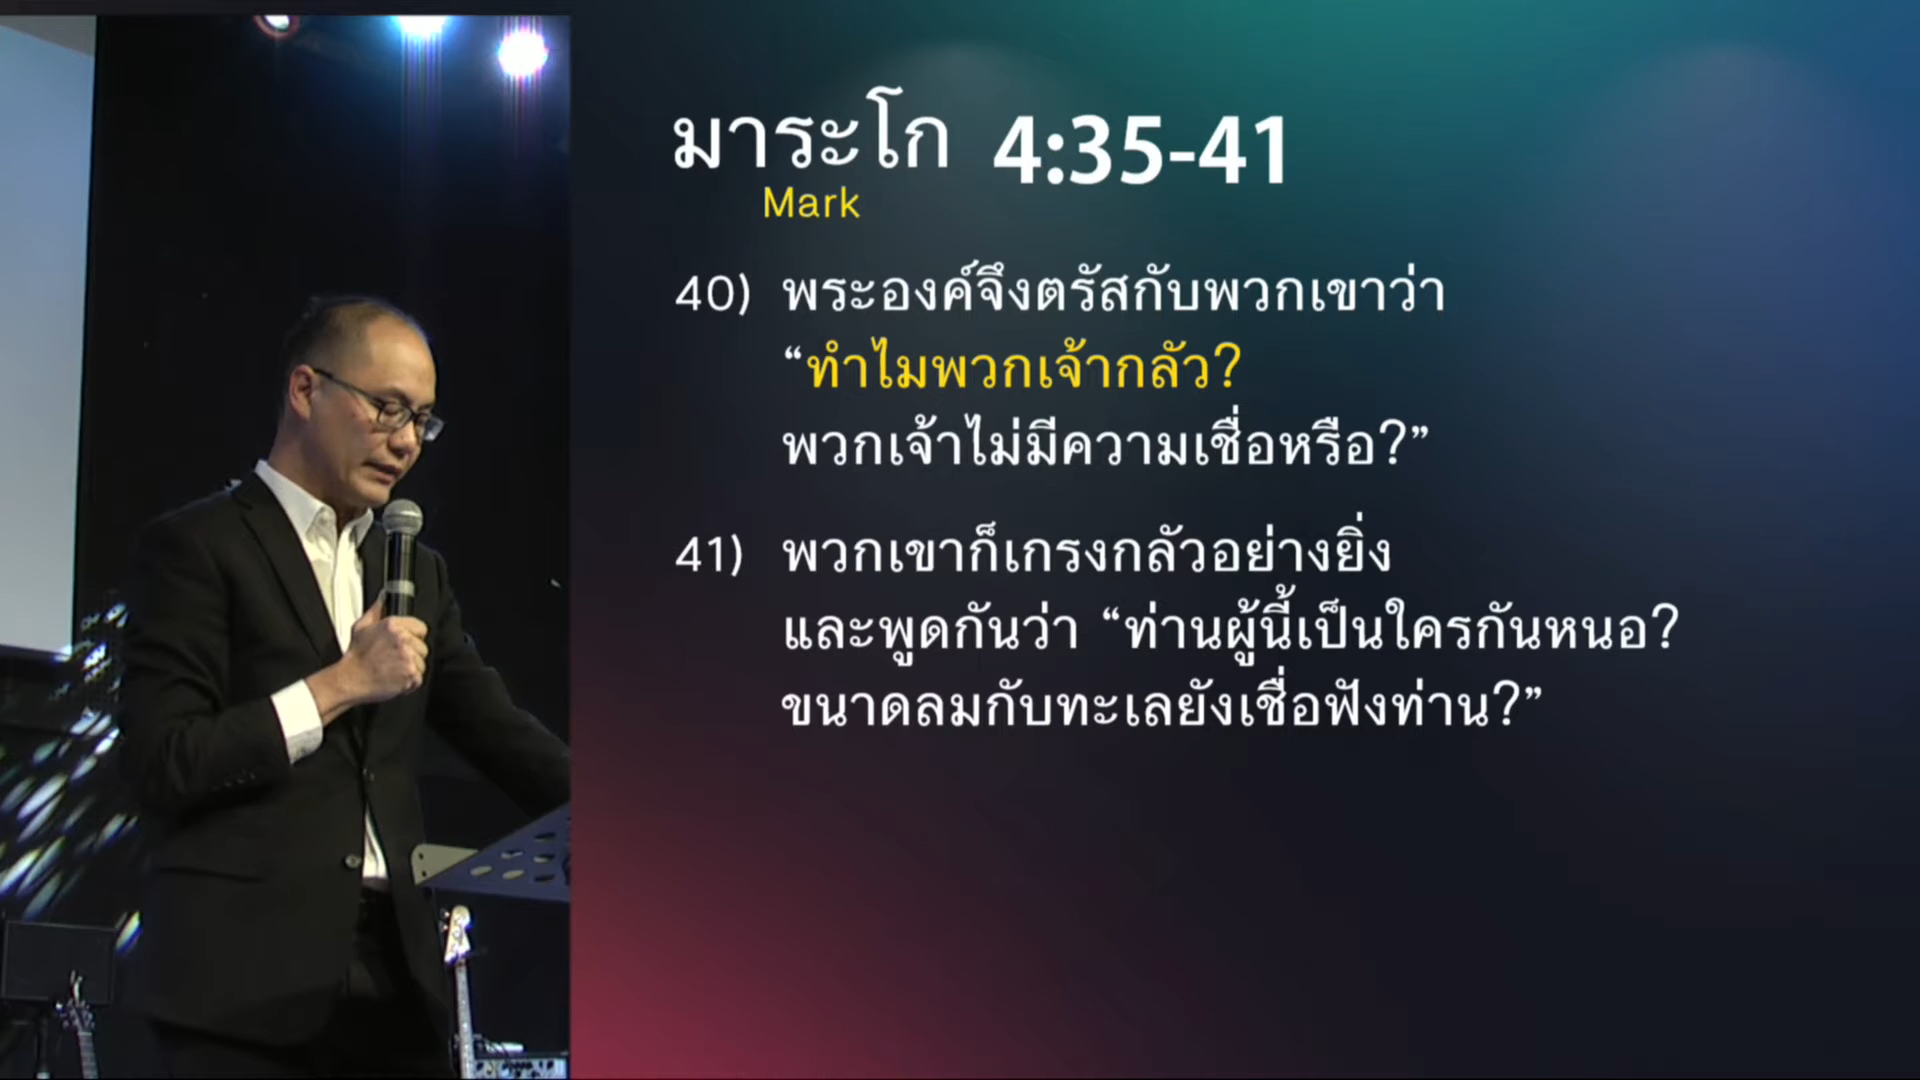 มาระโก 4:35-41
Mark
40) พระองค์จึงตรัสกับพวกเขาว่า
“ทำไมพวกเจ้ากลัว?
พวกเจ้าไม่มีความเชื่อหรือ?”
41) พวกเขาก็เกรงกลัวอย่างยิ่ง
และพูดกันว่า “ท่านผู้นี้เป็นใครกันหนอ?
ขนาดลมกับทะเลยังเชื่อฟังท่าน?”